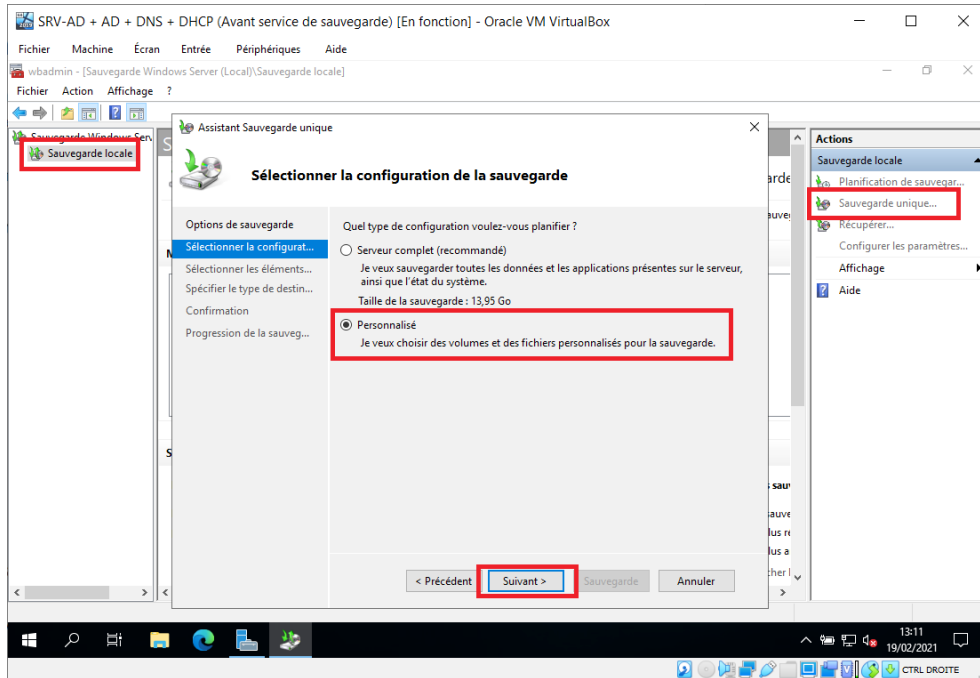 SRV-AD + AD + DNS + DHCP (Avant service de sauvegarde) [En fonction] - Oracle VM VirtualBox
Fichier Machine Écran Entrée Périphériques Aide
wbadmin - [Sauvegarde Windows Server (Local)\Sauvegarde locale]
Fichier Action Affichage ?
Sauvegarde Windows Serv
Sauvegarde locale
Assistant Sauvegarde unique
Sélectionner la configuration de la sauvegarde
Options de sauvegarde
Sélectionner la configurat...
Sélectionner les éléments...
Spécifier le type de destin...
Confirmation
Progression de la sauveg...
Quel type de configuration voulez-vous planifier ?
Serveur complet (recommandé)
Je veux sauvegarder toutes les données et les applications présentes sur le serveur,
ainsi que l'état du système.
Taille de la sauvegarde : 13,95 Go
Personnalisé
Je veux choisir des volumes et des fichiers personnalisés pour la sauvegarde.
< Précédent Suivant > Sauvegarde Annuler
Actions
Sauvegarde locale
Planification de sauvegar...
Sauvegarde unique...
Récupérer...
Configurer les paramètres...
Affichage
Aide
13:11
19/02/2021
CTRL DROITE